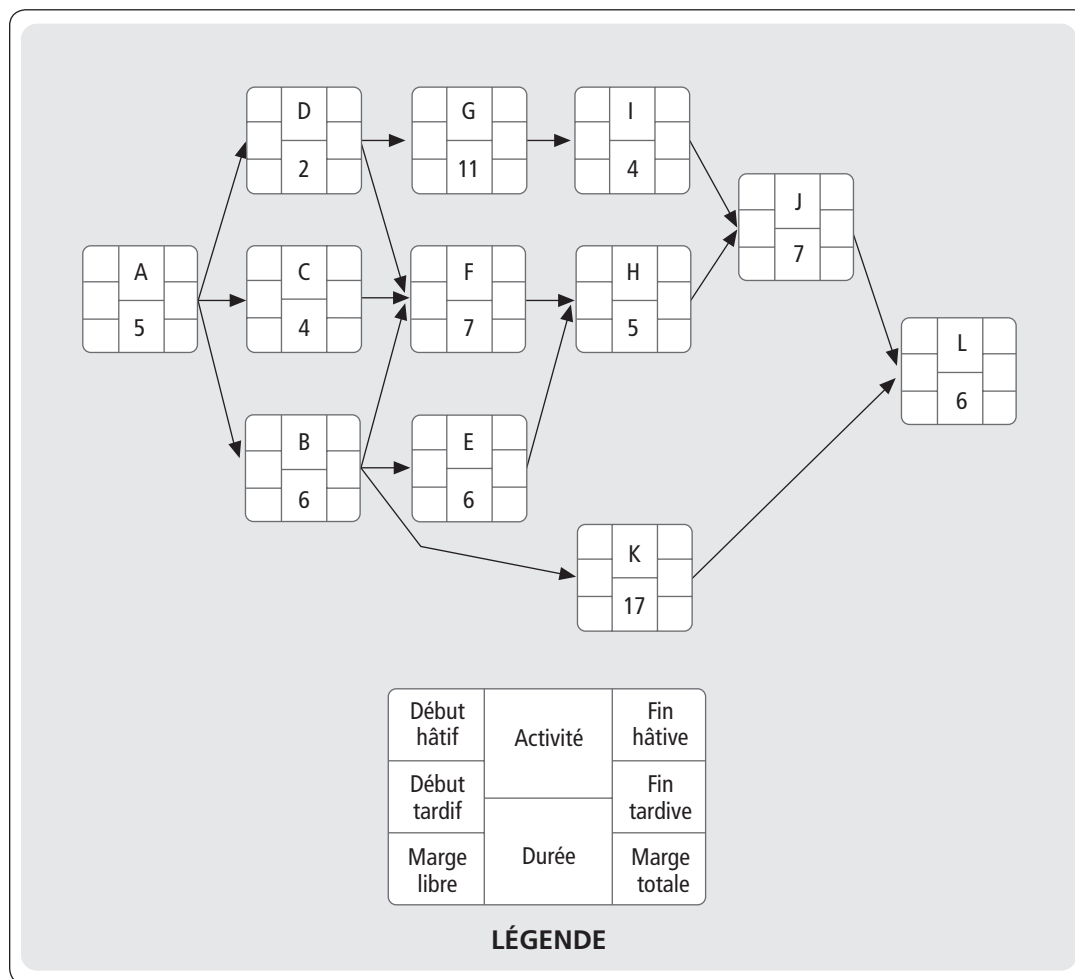 D
2
G
11
I
4
J
7
A
5
C
4
F
7
H
5
L
6
B
6
E
6
K
17
Début
hâtif
Activité
Fin
hâtive
Début
tardif
Fin
tardive
Marge
libre
Durée
Marge
totale
LÉGENDE